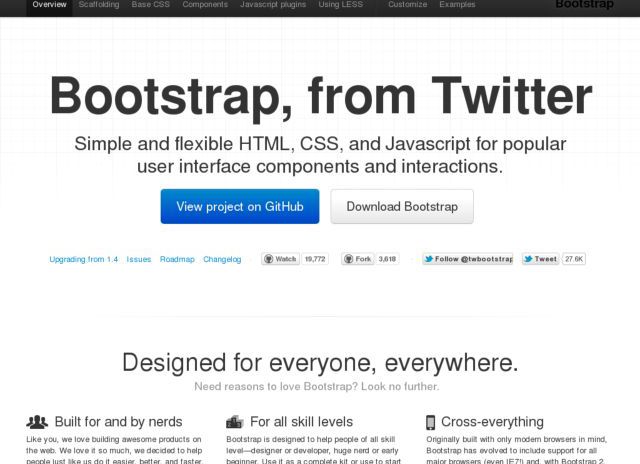 Overview Scaffolding Base CSS Components Javascript plugins Using LESS Customize Examples Bootstrap
Bootstrap, from Twitter
Simple and flexible HTML, CSS, and Javascript for popular
user interface components and interactions.
View project on GitHub Download Bootstrap
Upgrading from 1.4 Issues Roadmap Changelog Watch 19,772 Fork 3,618 Follow @twbootstrap Tweet 27.6K
Designed for everyone, everywhere.
Need reasons to love Bootstrap? Look no further.
Built for and by nerds
Like you, we love building awesome products on
the web. We love it so much, we decided to help
people just like us do it easier, better, and faster.
For all skill levels
Bootstrap is designed to help people of all skill
level—designer or developer, huge nerd or early
beginner. Use it as a complete kit or use to start
Cross-everything
Originally built with only modern browsers in mind,
Bootstrap has evolved to include support for all
major browsers (even IE7!) and, with Bootstrap 2,